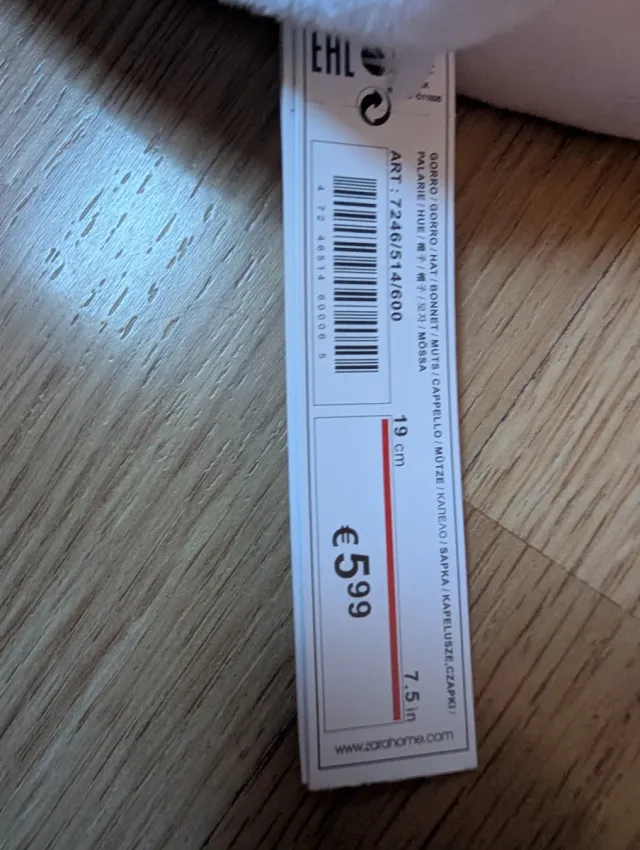 EHL
GORRO / GORRO / HAT / BONNET / MUTS / CAPPELLO / MÜTZE / ΚΑΠΕΛΟ / SAPKA / KAPELUSZE,CZAPKI /
PALARIE / HUE / 帽子 / 帽子 / 모자 / MÖSSA
ART : 7246/514/600
4 72 46514 60006 5
19 cm
7.5 in
€ 5 99
www.zarahome.com